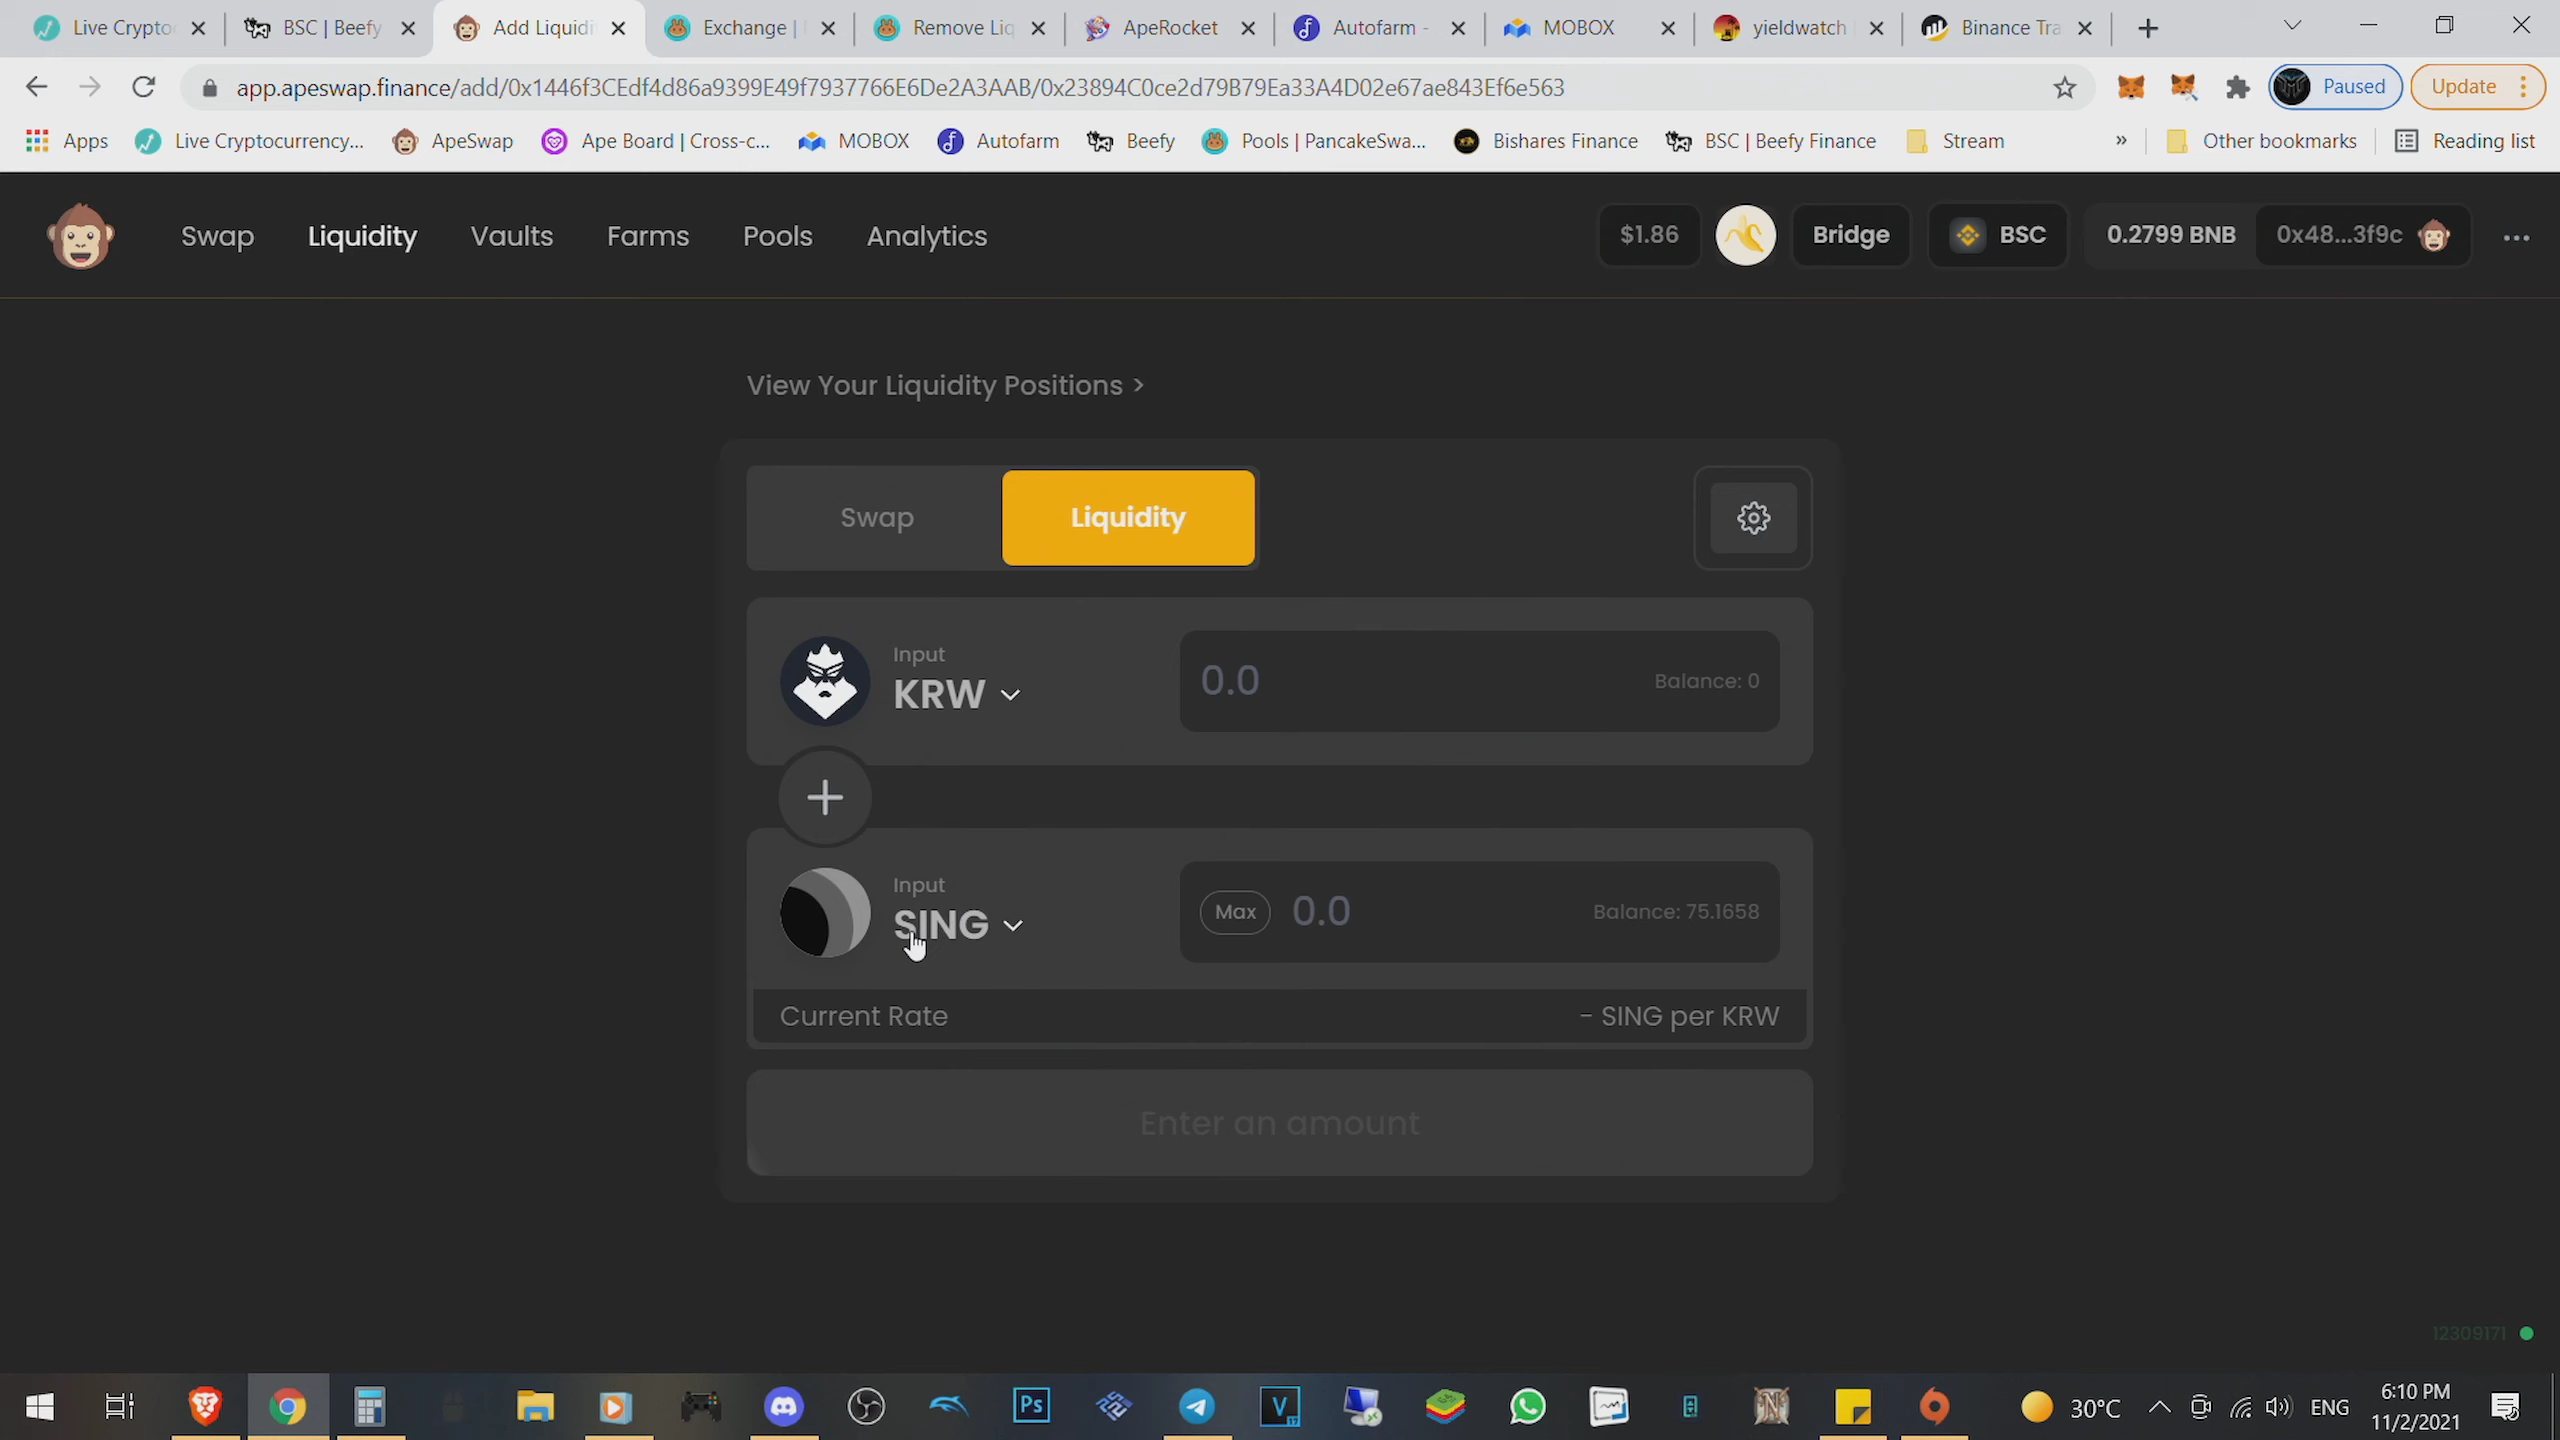 Live Crypto
BSC | Beefy
Add Liquidi
Exchange |
Remove Liq
ApeRocket
Autofarm -
MOBOX
yieldwatch
Binance Tra
app.apeswap.finance/add/0x1446f3CEdf4d86a9399E49f7937766E6De2A3AAB/0x23894C0ce2d79B79Ea33A4D02e67ae843Ef6e563
Paused
Update
Apps
Live Cryptocurrency...
ApeSwap
Ape Board | Cross-c...
MOBOX
Autofarm
Beefy
Pools | PancakeSwa...
Bishares Finance
BSC | Beefy Finance
Stream
»
Other bookmarks
Reading list
Swap
Liquidity
Vaults
Farms
Pools
Analytics
$1.86
Bridge
BSC
0.2799 BNB
0x48...3f9c
View Your Liquidity Positions >
Swap
Liquidity
Input
KRW
0.0
Balance: 0
Input
SING
Max
0.0
Balance: 75.1658
Current Rate
- SING per KRW
Enter an amount
12309171
Ps
V
17
30°C
ENG
6:10 PM
11/2/2021